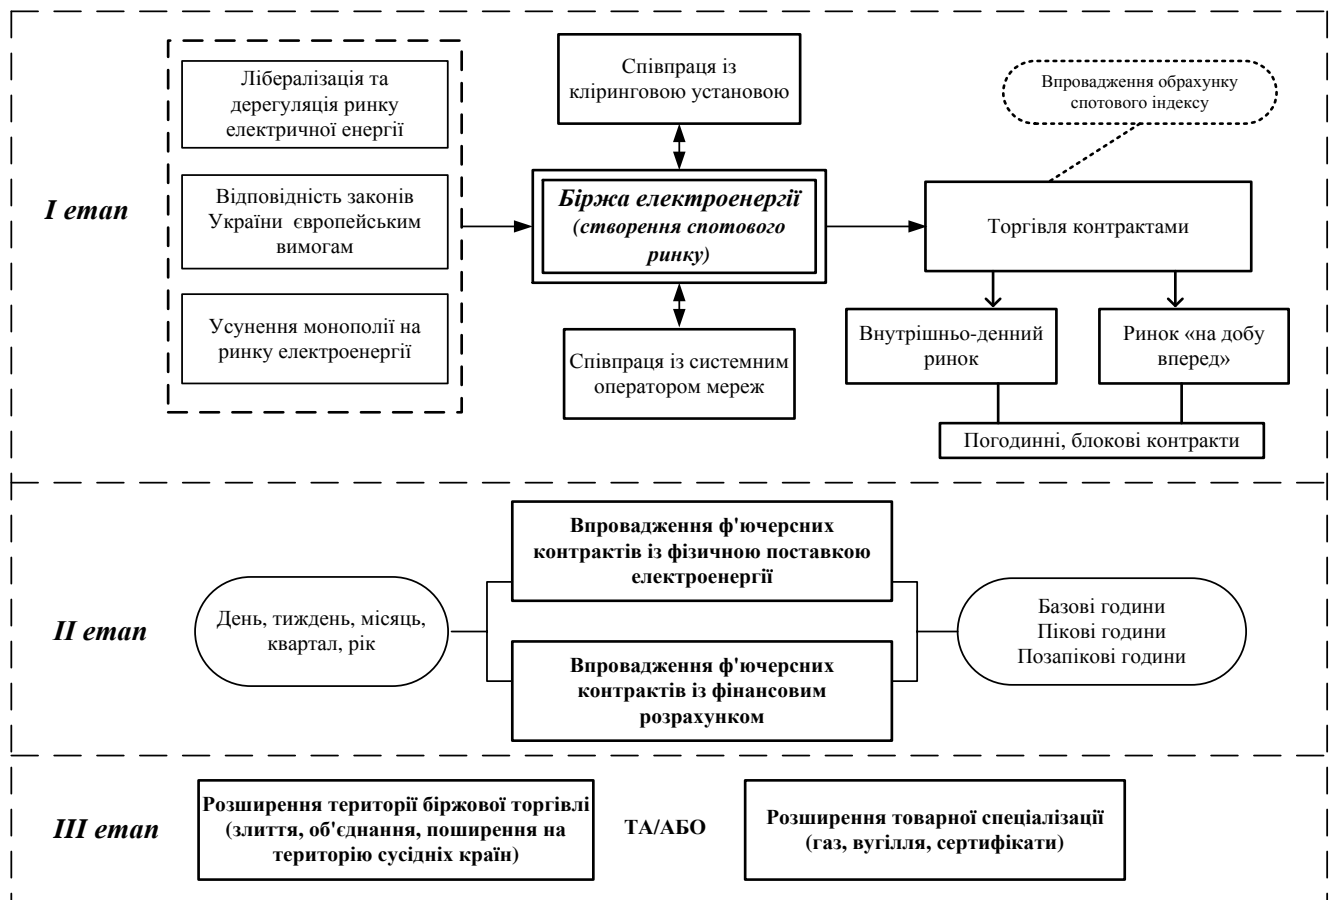 I етап
Лібералізація та
дерегуляція ринку
електричної енергії
Відповідність законів
України європейським
вимогам
Усунення монополії на
ринку електроенергії
Співпраця із
кліринговою установою
Біржа електроенергії
(створення спотового
ринку)
Співпраця із системним
оператором мереж
Впровадження обрахунку
спотового індексу
Торгівля контрактами
Внутрішньо-денний
ринок
Ринок «на добу
вперед»
Погодинні, блокові контракти
II етап
День, тиждень, місяць,
квартал, рік
Впровадження ф'ючерсних
контрактів із фізичною поставкою
електроенергії
Впровадження ф'ючерсних
контрактів із фінансовим
розрахунком
Базові години
Пікові години
Позапікові години
III етап
Розширення території біржової торгівлі
(злиття, об'єднання, поширення на
територію сусідніх країн)
ТА/АБО
Розширення товарної спеціалізації
(газ, вугілля, сертифікати)